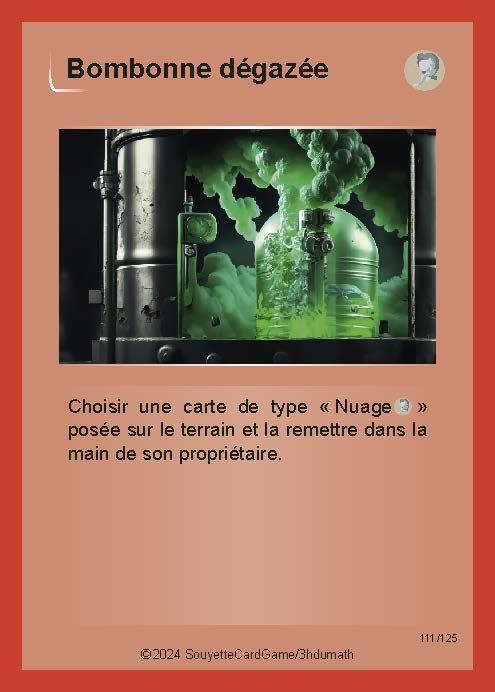 Bombonne dégazée
Choisir une carte de type « Nuage »
posée sur le terrain et la remettre dans la
main de son propriétaire.
111/125
©2024 SouyetteCardGame/3hdumath